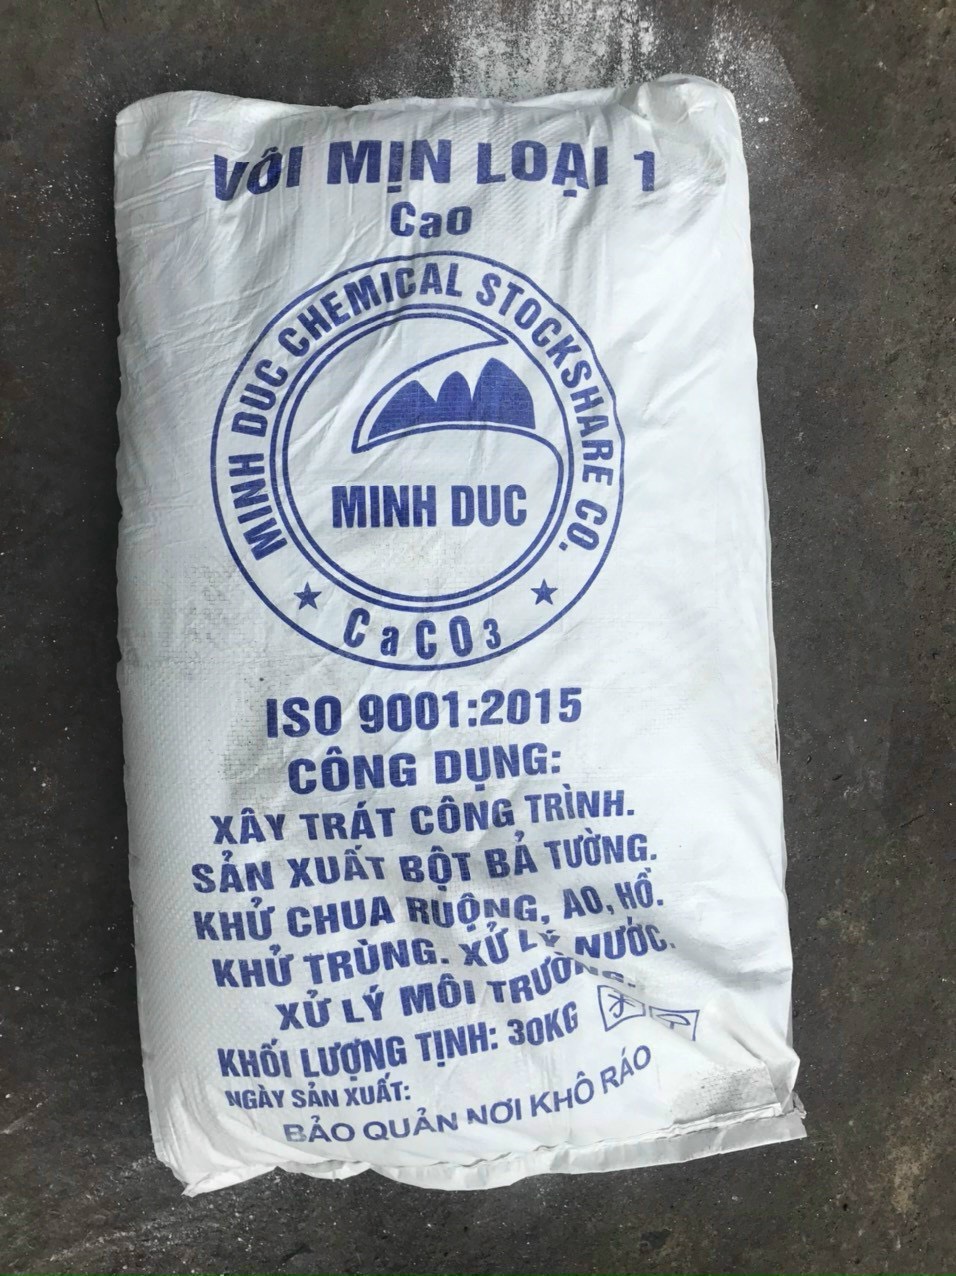 VÔI MỊN LOẠI 1
Cao
MINH DUC CHEMICAL STOCKSHARE CO.
MINH DUC
CaCO3
ISO 9001:2015
CÔNG DỤNG:
XÂY TRÁT CÔNG TRÌNH.
SẢN XUẤT BỘT BẢ TƯỜNG.
KHỬ CHUA RUỘNG, AO, HỒ.
KHỬ TRÙNG. XỬ LÝ NƯỚC.
XỬ LÝ MÔI TRƯỜNG.
KHỐI LƯỢNG TỊNH: 30KG
NGÀY SẢN XUẤT:
BẢO QUẢN NƠI KHÔ RÁO